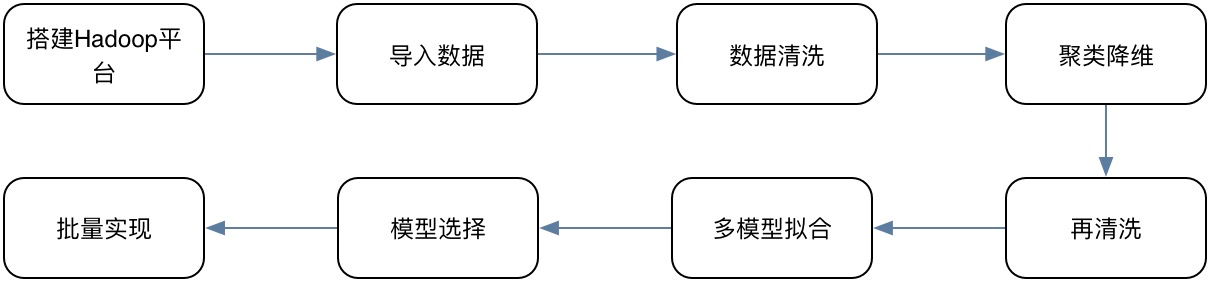 搭建Hadoop平
台
导入数据
数据清洗
聚类降维
再清洗
多模型拟合
模型选择
批量实现